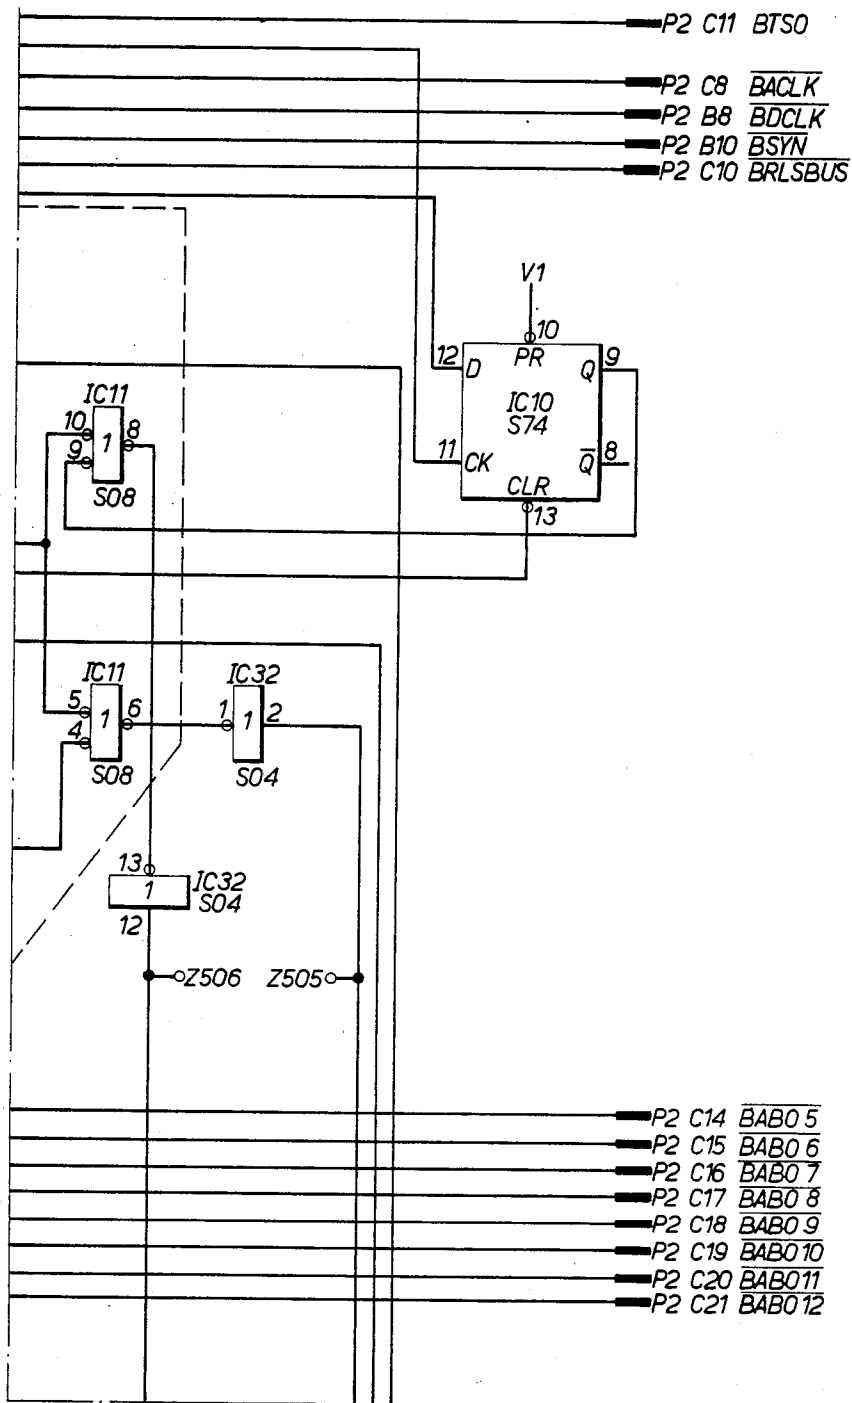 P2 C11 BTSO
P2 C8 BACLK
P2 B8 BDCLK
P2 B10 BSYN
P2 C10 BRLSBUS
V1
10
12 D PR Q 9
IC10
S74
11 CK Q 8
CLR
13
IC11
10 8
9 1
S08
IC11
5 6
4 1
S08
IC32
1 1 2
S04
13
1 IC32
S04
12
Z506 Z505
P2 C14 BABO 5
P2 C15 BABO 6
P2 C16 BABO 7
P2 C17 BABO 8
P2 C18 BABO 9
P2 C19 BABO 10
P2 C20 BABO 11
P2 C21 BABO 12